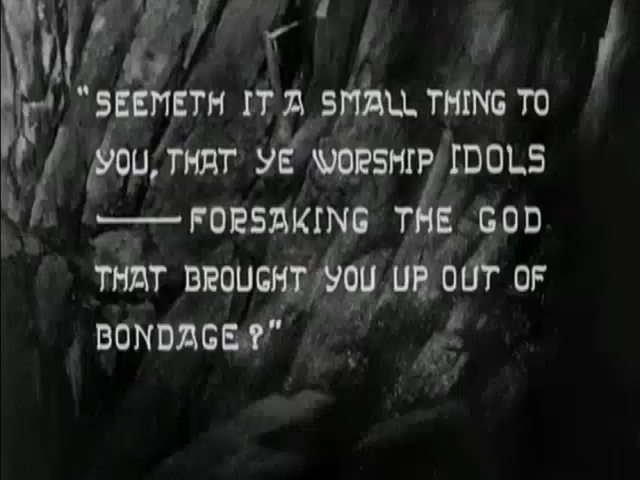 "SEEMETH IT A SMALL THING TO
YOU, THAT YE WORSHIP IDOLS
—FORSAKING THE GOD
THAT BROUGHT YOU UP OUT OF
BONDAGE?"